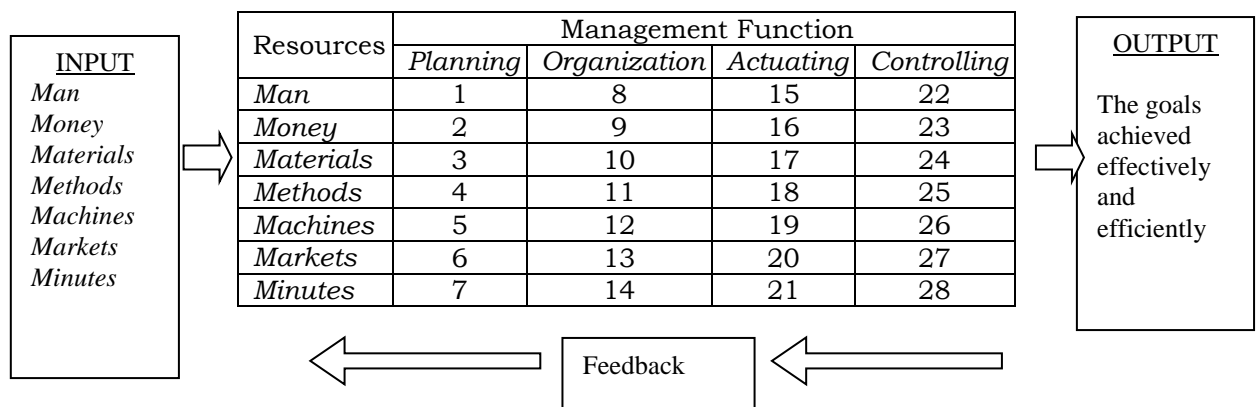 INPUT
Man
Money
Materials
Methods
Machines
Markets
Minutes
Resources Management Function
Planning Organization Actuating Controlling
Man 1 8 15 22
Money 2 9 16 23
Materials 3 10 17 24
Methods 4 11 18 25
Machines 5 12 19 26
Markets 6 13 20 27
Minutes 7 14 21 28
OUTPUT
The goals
achieved
effectively
and
efficiently
Feedback